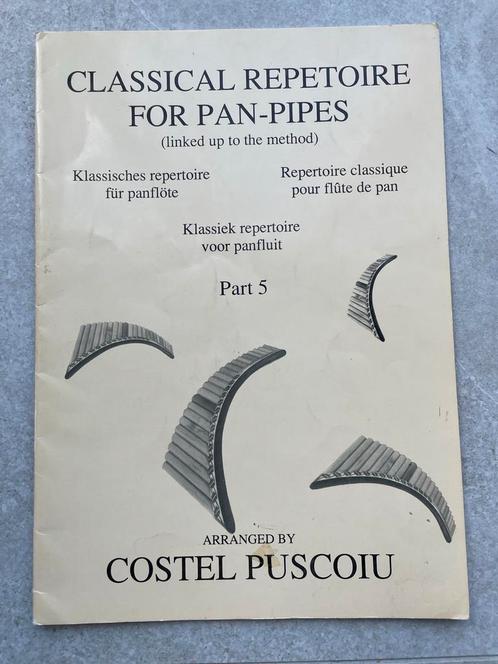 CLASSICAL REPETOIRE
FOR PAN-PIPES
(linked up to the method)
Klassisches repertoire
für panflöte
Repertoire classique
pour flûte de pan
Klassiek repertoire
voor panfluit
Part 5
ARRANGED BY
COSTEL PUSCOIU